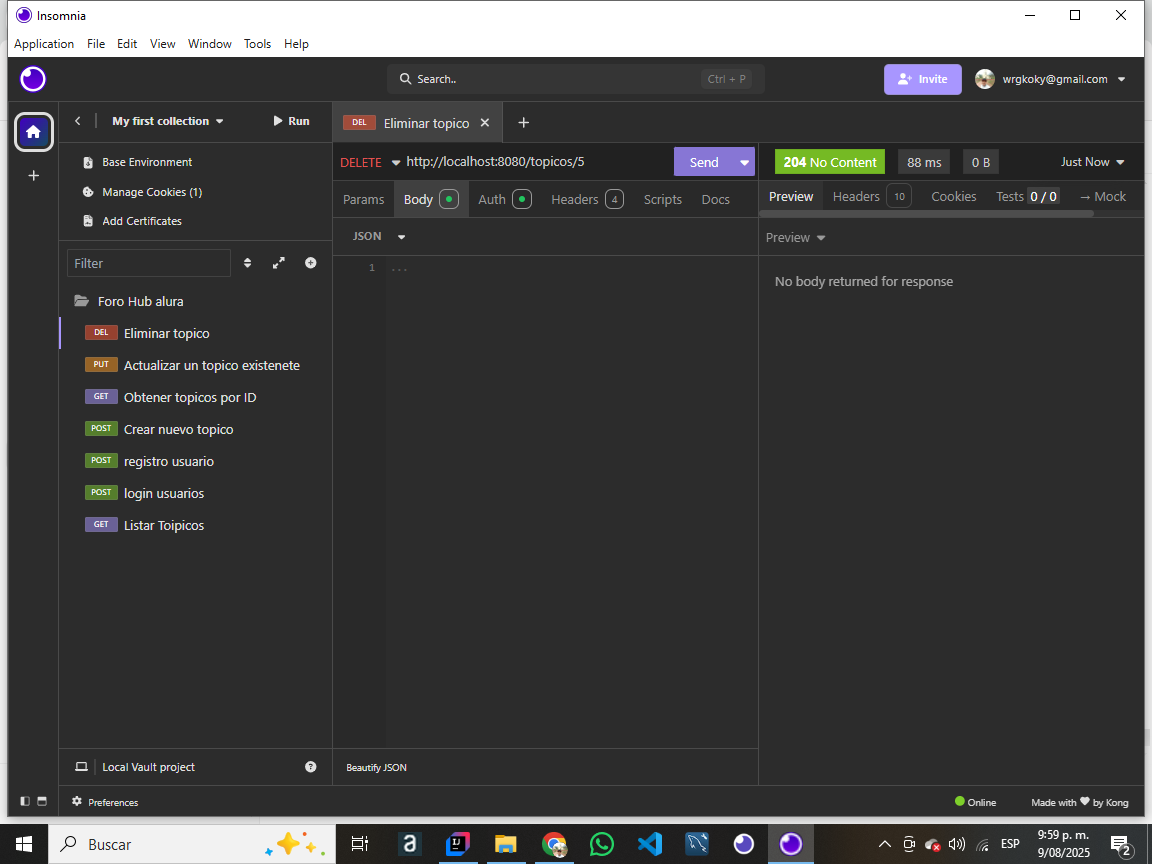 Insomnia
Application File Edit View Window Tools Help
Search.. Ctrl + P
Invite
wrgkoky@gmail.com
My first collection
Run
DEL Eliminar topico
Base Environment
Manage Cookies (1)
Add Certificates
DELETE http://localhost:8080/topicos/5
Send
204 No Content 88 ms 0 B Just Now
Params Body Auth Headers 4 Scripts Docs
Preview Headers 10 Cookies Tests 0 / 0 → Mock
JSON
Preview
1 ...
No body returned for response
Filter
Foro Hub alura
DEL Eliminar topico
PUT Actualizar un topico existenete
GET Obtener topicos por ID
POST Crear nuevo topico
POST registro usuario
POST login usuarios
GET Listar Toipicos
Local Vault project
Beautify JSON
Preferences
Online
Made with ❤ by Kong
Buscar
a
IJ
ESP
9:59 p. m.
9/08/2025
2